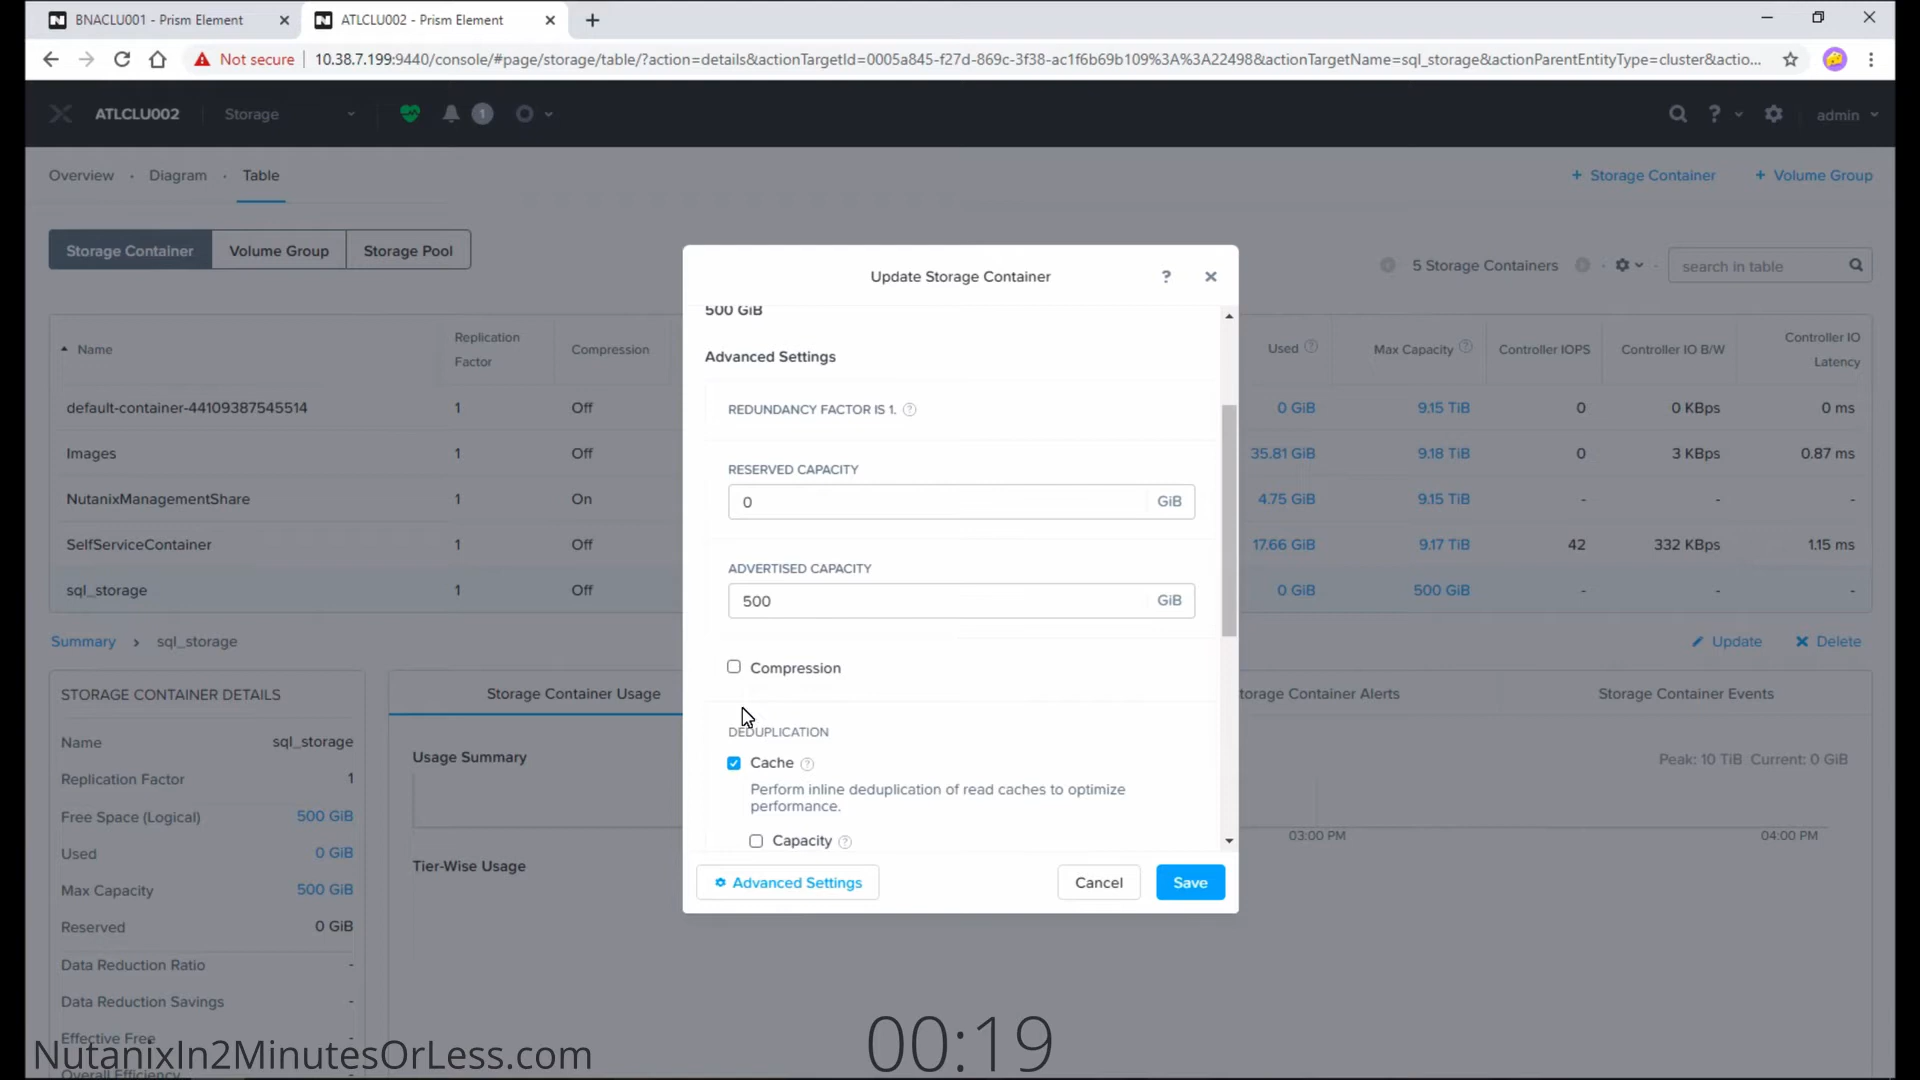 BNACLU001 - Prism Element
ATLCLU002 - Prism Element
Not secure
10.38.7.199:9440/console/#page/storage/table/?action=details&actionTargetId=0005a845-f27d-869c-3f38-ac1f6b69b109%3A%3A22498&actionTargetName=sql_storage&actionParentEntityType=cluster&actio...
ATLCLU002
Storage
1
?
admin
Overview
Diagram
Table
+ Storage Container
+ Volume Group
Storage Container
Volume Group
Storage Pool
5 Storage Containers
search in table
Name
Replication
Factor
Compression
Used
Max Capacity
Controller IOPS
Controller IO B/W
Controller IO
Latency
default-container-44109387545514 1 Off 0 GiB 9.15 TiB 0 0 KBps 0 ms
Images 1 Off 35.81 GiB 9.18 TiB 0 3 KBps 0.87 ms
NutanixManagementShare 1 On 4.75 GiB 9.15 TiB - - -
SelfServiceContainer 1 Off 17.66 GiB 9.17 TiB 42 332 KBps 1.15 ms
sql_storage 1 Off 0 GiB 500 GiB - - -
Summary > sql_storage
Update
Delete
STORAGE CONTAINER DETAILS
Name sql_storage
Replication Factor 1
Free Space (Logical) 500 GiB
Used 0 GiB
Max Capacity 500 GiB
Reserved 0 GiB
Data Reduction Ratio -
Data Reduction Savings -
Effective Free
Overall Efficiency
Storage Container Usage
torage Container Alerts
Storage Container Events
Usage Summary
Peak: 10 TiB Current: 0 GiB
03:00 PM
04:00 PM
Tier-Wise Usage
Update Storage Container
?
500 GiB
Advanced Settings
REDUNDANCY FACTOR IS 1. ?
RESERVED CAPACITY
0 GiB
ADVERTISED CAPACITY
500 GiB
Compression
DEDUPLICATION
Cache ?
Perform inline deduplication of read caches to optimize
performance.
Capacity ?
Advanced Settings
Cancel
Save
NutanixIn2MinutesOrLess.com
00:19